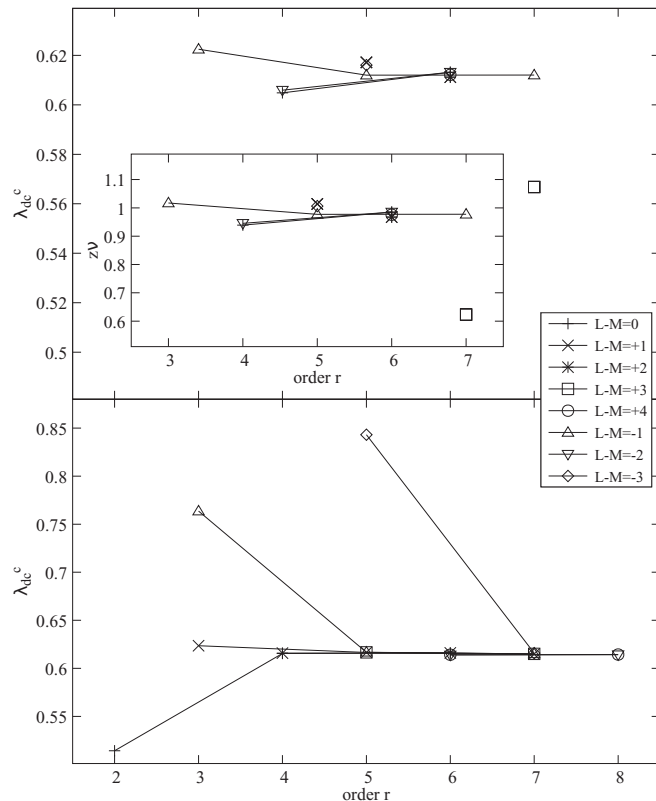 0.62
0.6
0.58
0.56
0.54
0.52
0.5
λdc^c
1.1
1
0.9
0.8
0.7
0.6
zν
3 4 5 6 7
order r
L-M=0
L-M=+1
L-M=+2
L-M=+3
L-M=+4
L-M=-1
L-M=-2
L-M=-3
0.85
0.8
0.75
0.7
0.65
0.6
0.55
λdc^c
2 3 4 5 6 7 8
order r